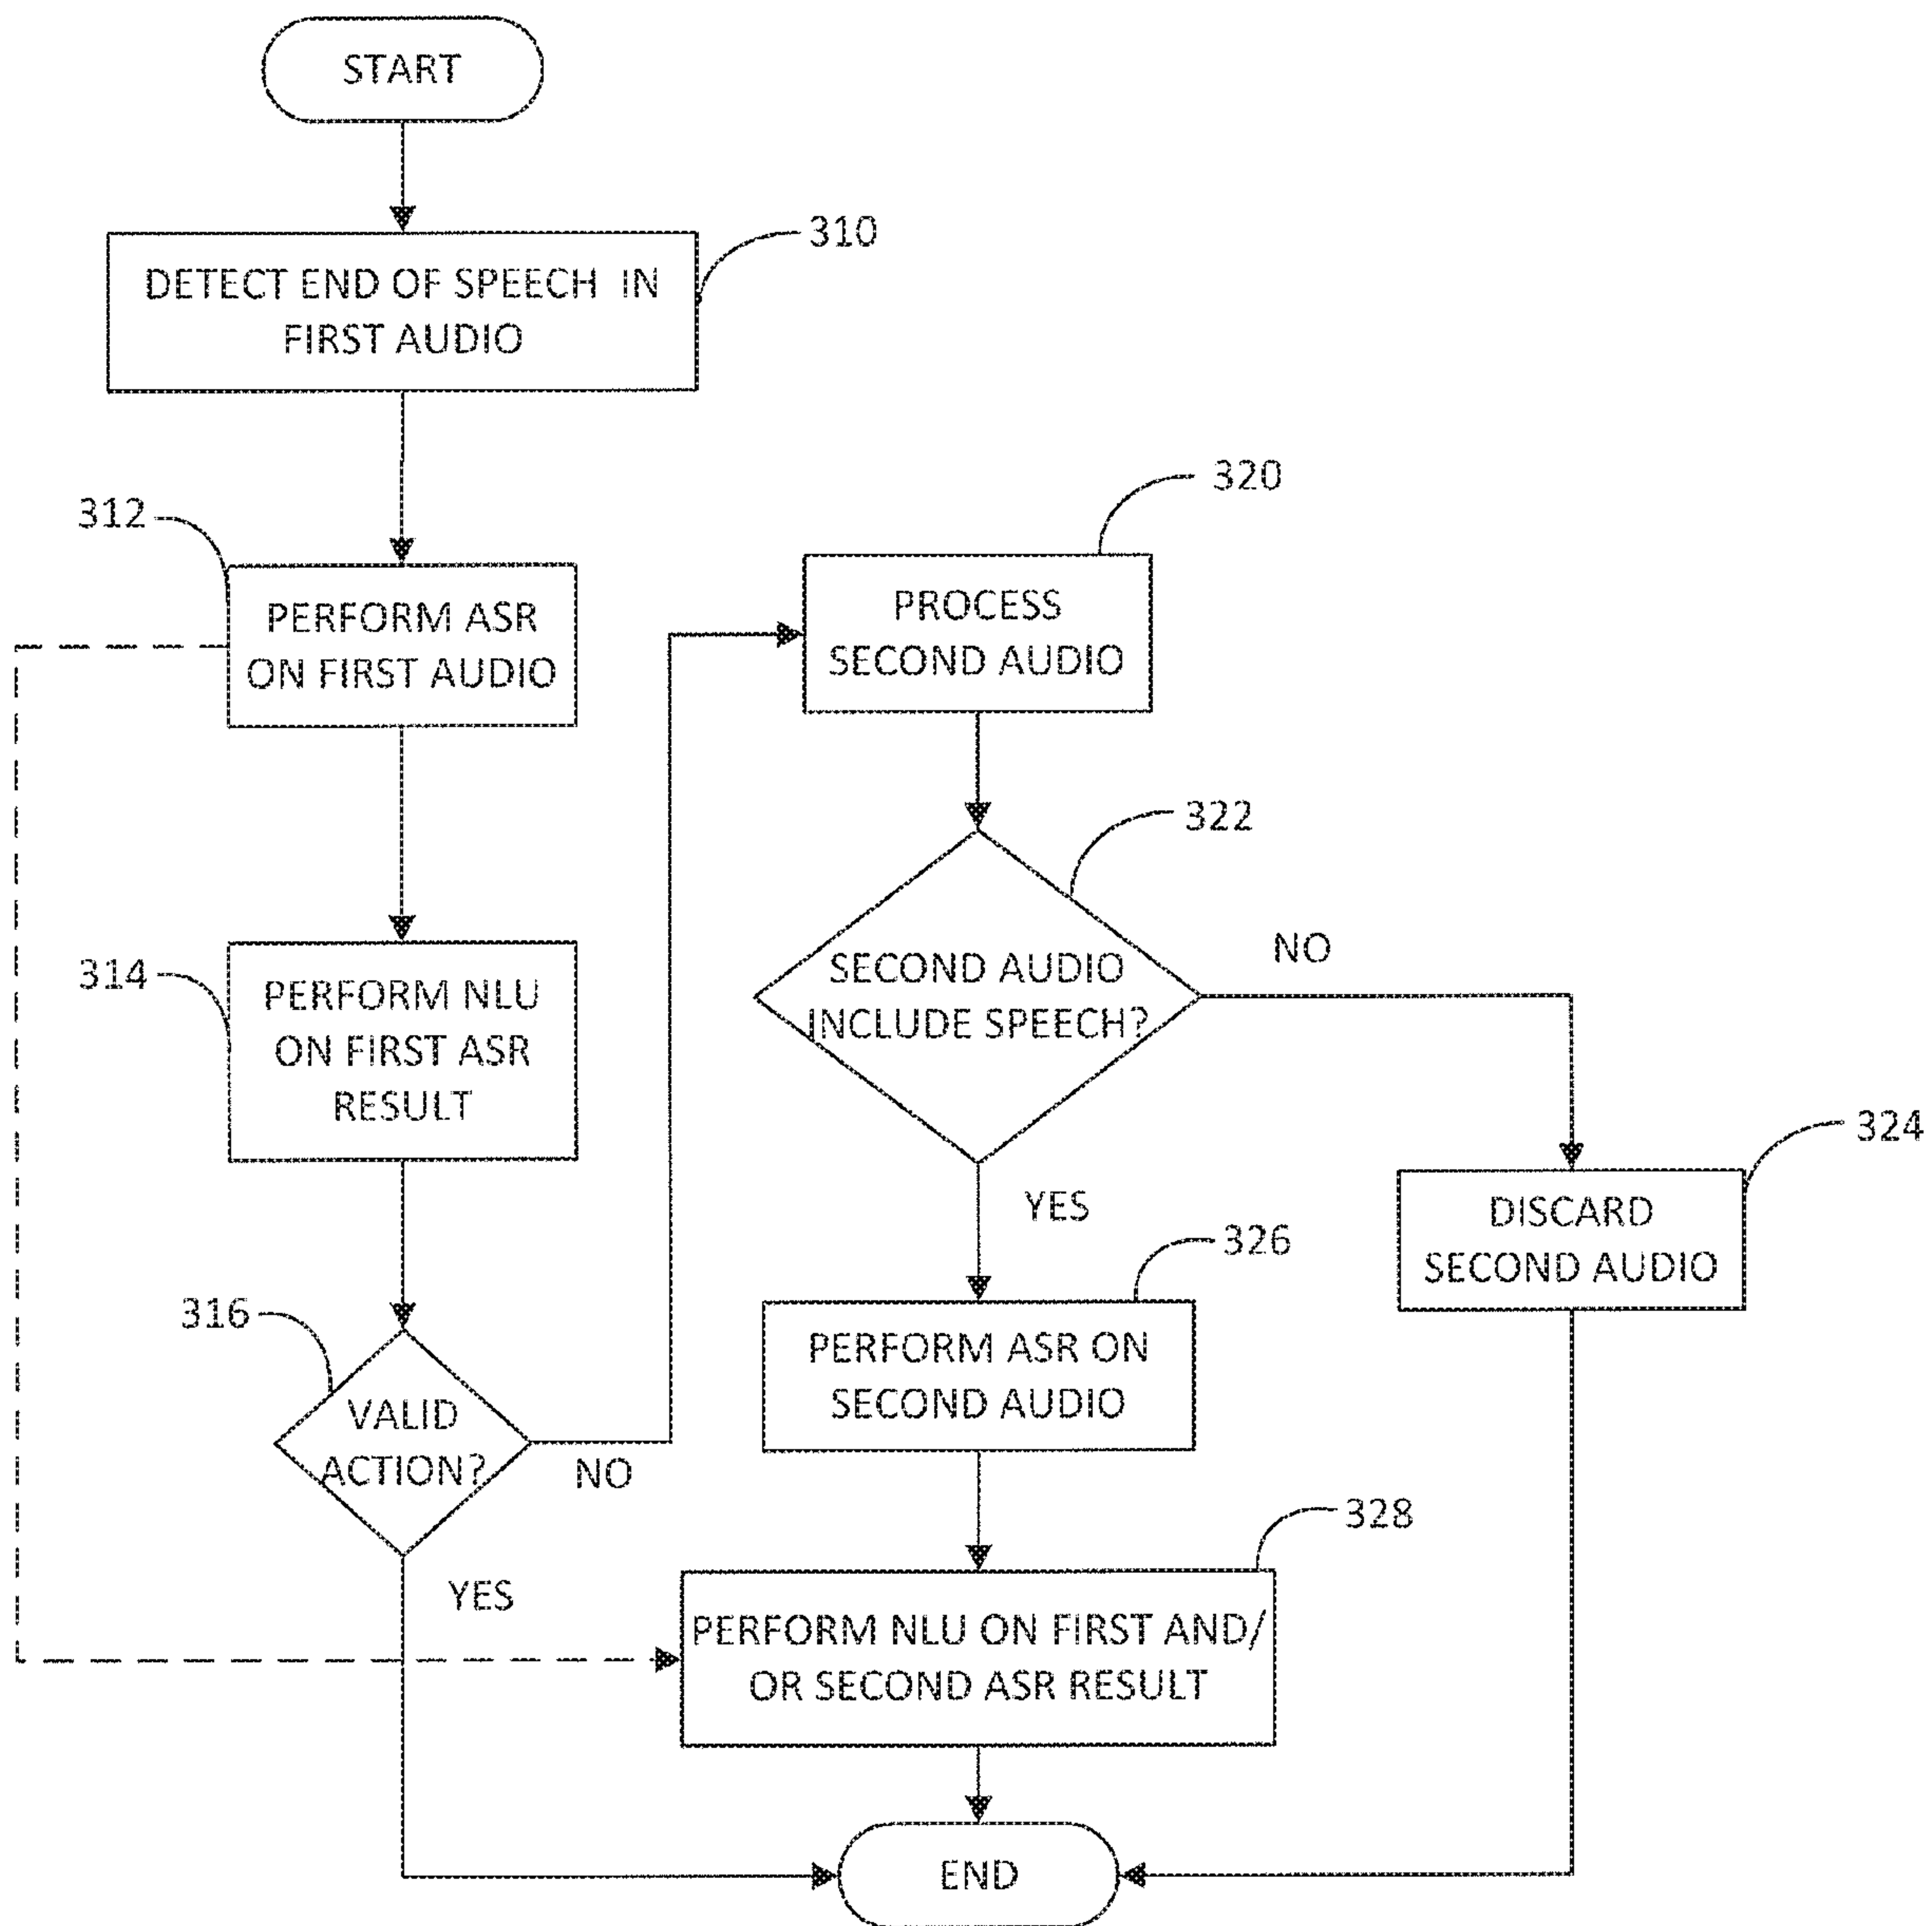 START
310
DETECT END OF SPEECH IN
FIRST AUDIO
312
PERFORM ASR
ON FIRST AUDIO
314
PERFORM NLU
ON FIRST ASR
RESULT
316
VALID
ACTION?
NO
YES
320
PROCESS
SECOND AUDIO
322
SECOND AUDIO
INCLUDE SPEECH?
NO
YES
324
DISCARD
SECOND AUDIO
326
PERFORM ASR ON
SECOND AUDIO
328
PERFORM NLU ON FIRST AND/
OR SECOND ASR RESULT
END